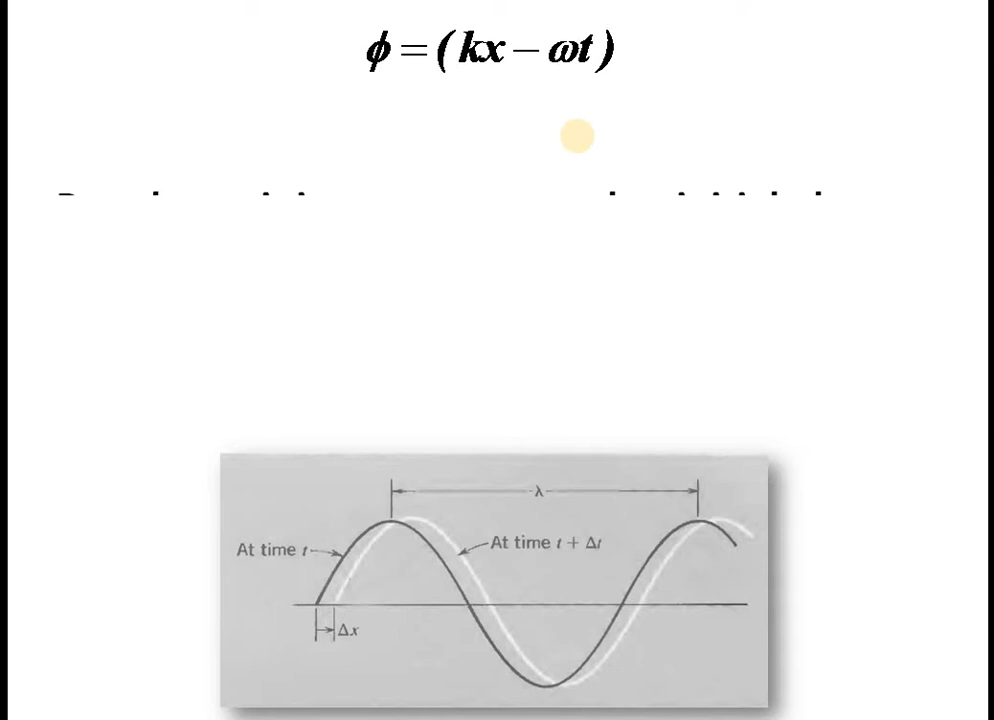 ϕ = ( kx − ωt )
λ
At time t
At time t + Δt
Δx